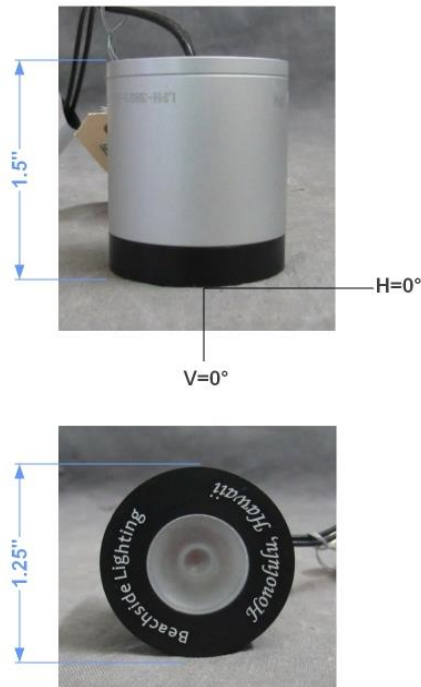 1.5"
H=0°
V=0°
1.25"
Beachside Lighting
Honolulu, Hawaii